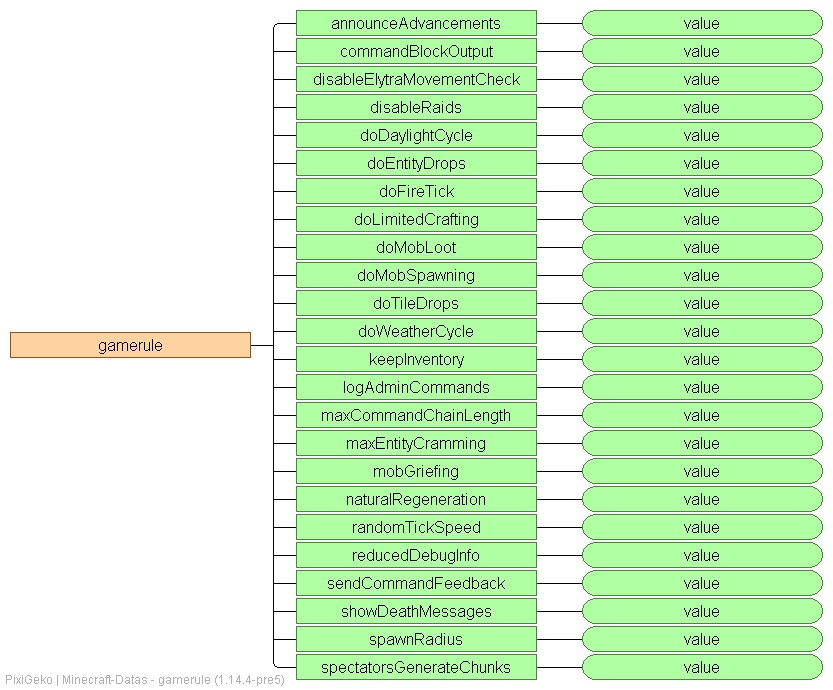 announceAdvancements value
commandBlockOutput value
disableElytraMovementCheck value
disableRaids value
doDaylightCycle value
doEntityDrops value
doFireTick value
doLimitedCrafting value
doMobLoot value
doMobSpawning value
doTileDrops value
doWeatherCycle value
gamerule
keepInventory value
logAdminCommands value
maxCommandChainLength value
maxEntityCramming value
mobGriefing value
naturalRegeneration value
randomTickSpeed value
reducedDebugInfo value
sendCommandFeedback value
showDeathMessages value
spawnRadius value
spectatorsGenerateChunks value
PixiGeko | Minecraft-Datas - gamerule (1.14.4-pre5)